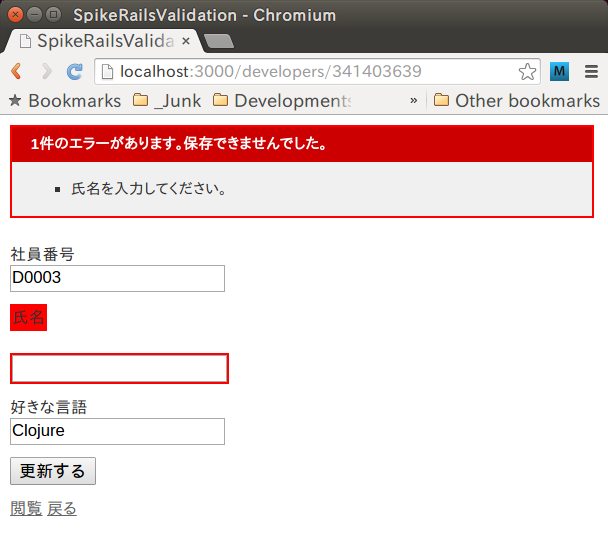 SpikeRailsValidation - Chromium
SpikeRailsValida
localhost:3000/developers/341403639
Bookmarks _Junk Developments » Other bookmarks
M
1件のエラーがあります。保存できませんでした。
氏名を入力してください。
社員番号
D0003
氏名
好きな言語
Clojure
更新する
閲覧 戻る